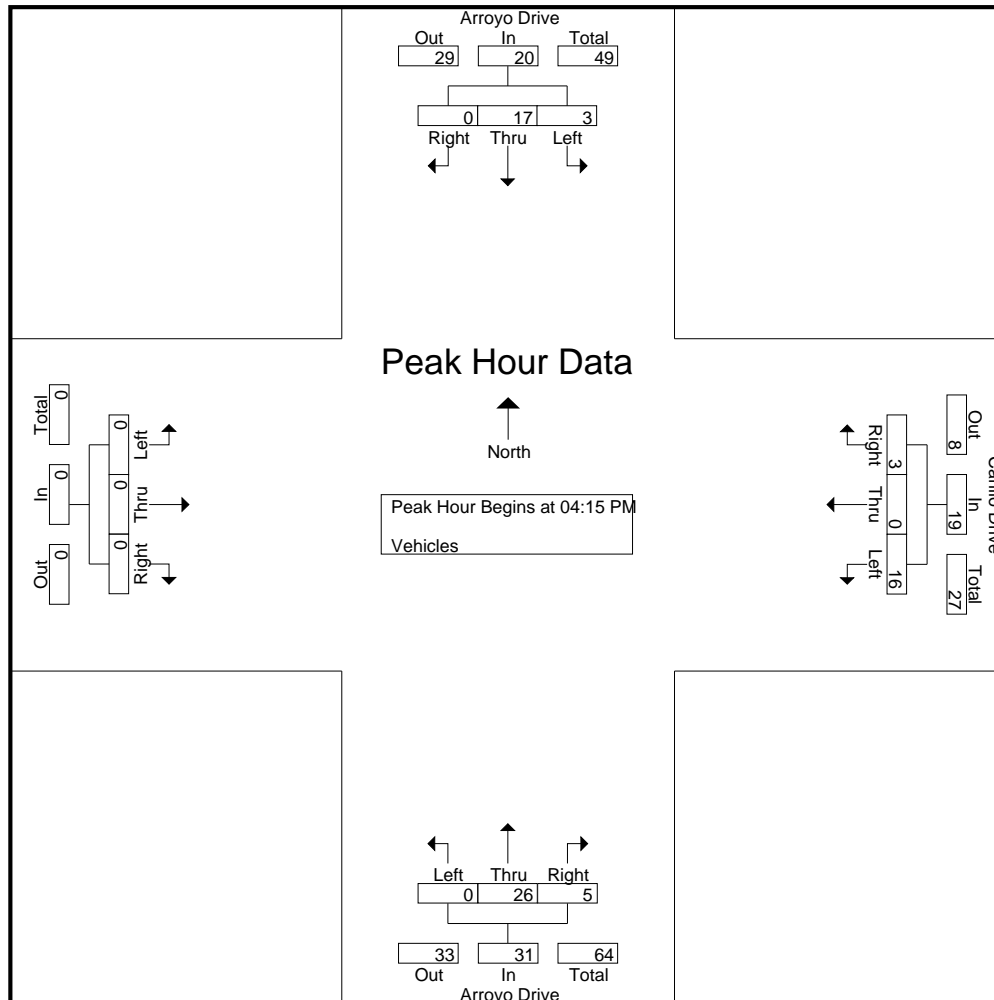 Arroyo Drive
Out In Total
29 20 49
0 17 3
Right Thru Left
Peak Hour Data
North
Peak Hour Begins at 04:15 PM
Vehicles
Total In Out
0 0 0
0 0 0
Left Thru Right
Right Thru Left
3 0 16
8 19 27
Out In Total
Drive
Left Thru Right
0 26 5
33 31 64
Out In Total
Arroyo Drive